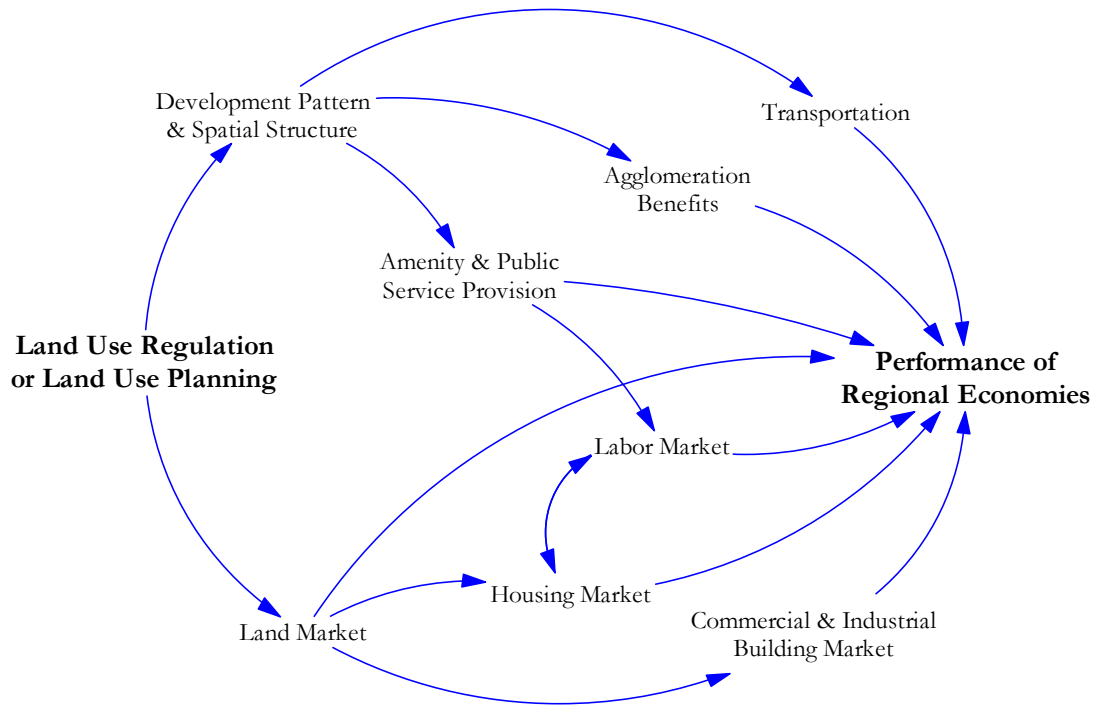 Development Pattern
& Spatial Structure
Transportation
Agglomeration
Benefits
Amenity & Public
Service Provision
Land Use Regulation
or Land Use Planning
Performance of
Regional Economies
Labor Market
Housing Market
Land Market
Commercial & Industrial
Building Market